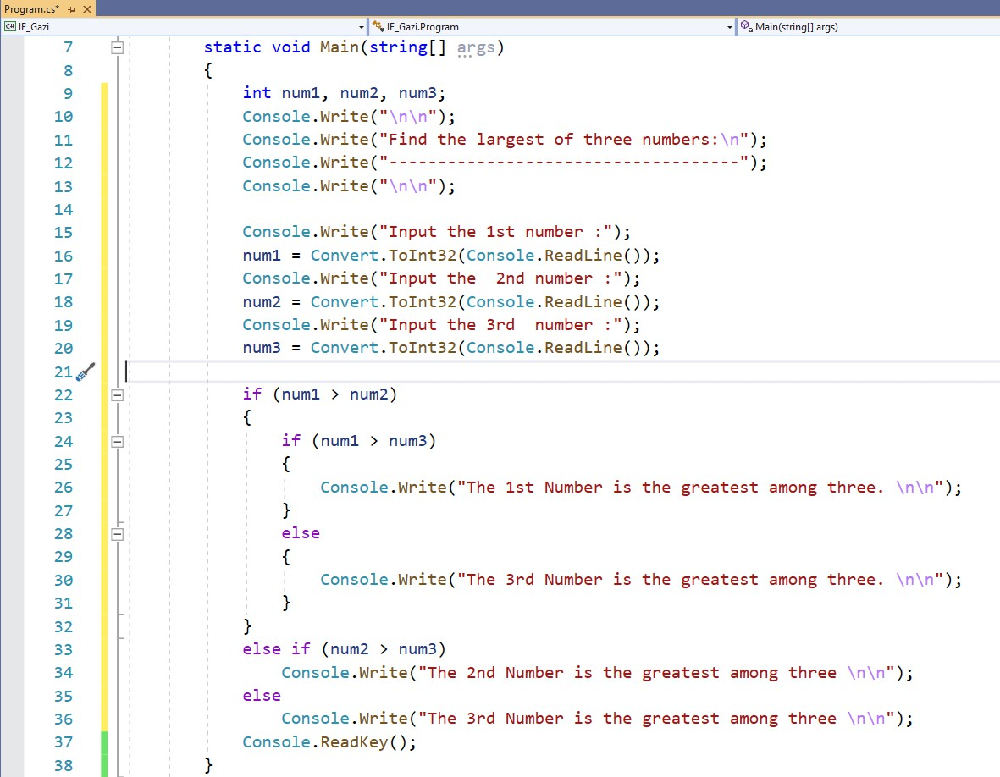 Program.cs*
C# IE_Gazi IE_Gazi.Program Main(string[] args)
7 static void Main(string[] args)
8 {
9 int num1, num2, num3;
10 Console.Write("\n\n");
11 Console.Write("Find the largest of three numbers:\n");
12 Console.Write("------------------------------------");
13 Console.Write("\n\n");
14
15 Console.Write("Input the 1st number :");
16 num1 = Convert.ToInt32(Console.ReadLine());
17 Console.Write("Input the  2nd number :");
18 num2 = Convert.ToInt32(Console.ReadLine());
19 Console.Write("Input the 3rd  number :");
20 num3 = Convert.ToInt32(Console.ReadLine());
21
22 if (num1 > num2)
23 {
24 if (num1 > num3)
25 {
26 Console.Write("The 1st Number is the greatest among three. \n\n");
27 }
28 else
29 {
30 Console.Write("The 3rd Number is the greatest among three. \n\n");
31 }
32 }
33 else if (num2 > num3)
34 Console.Write("The 2nd Number is the greatest among three \n\n");
35 else
36 Console.Write("The 3rd Number is the greatest among three \n\n");
37 Console.ReadKey();
38 }